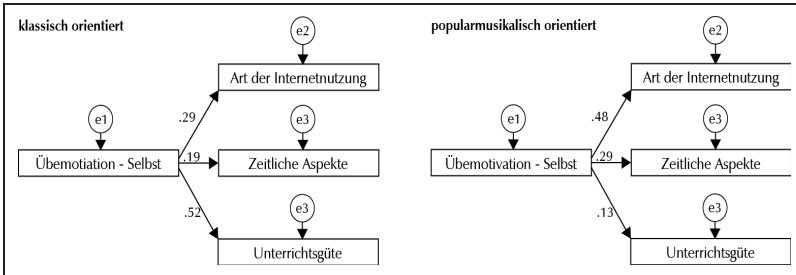 klassisch orientiert
e2
Art der Internetnutzung
e1
.29
e3
Übemotiation - Selbst
.19
Zeitliche Aspekte
.52
e3
Unterrichtsgüte
popularmusikalisch orientiert
e2
Art der Internetnutzung
e1
.48
e3
Übemotivation - Selbst
.29
Zeitliche Aspekte
.13
e3
Unterrichtsgüte